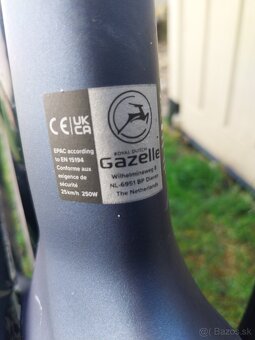 CE UK
CA
EPAC according
to EN 15194
Conforme aux
exigence de
sécurité
25km/h 250W
ROYAL DUTCH
Gazelle
Wilhelminaweg 8
NL-6951 BP Dieren
The Netherlands
bazar.sk